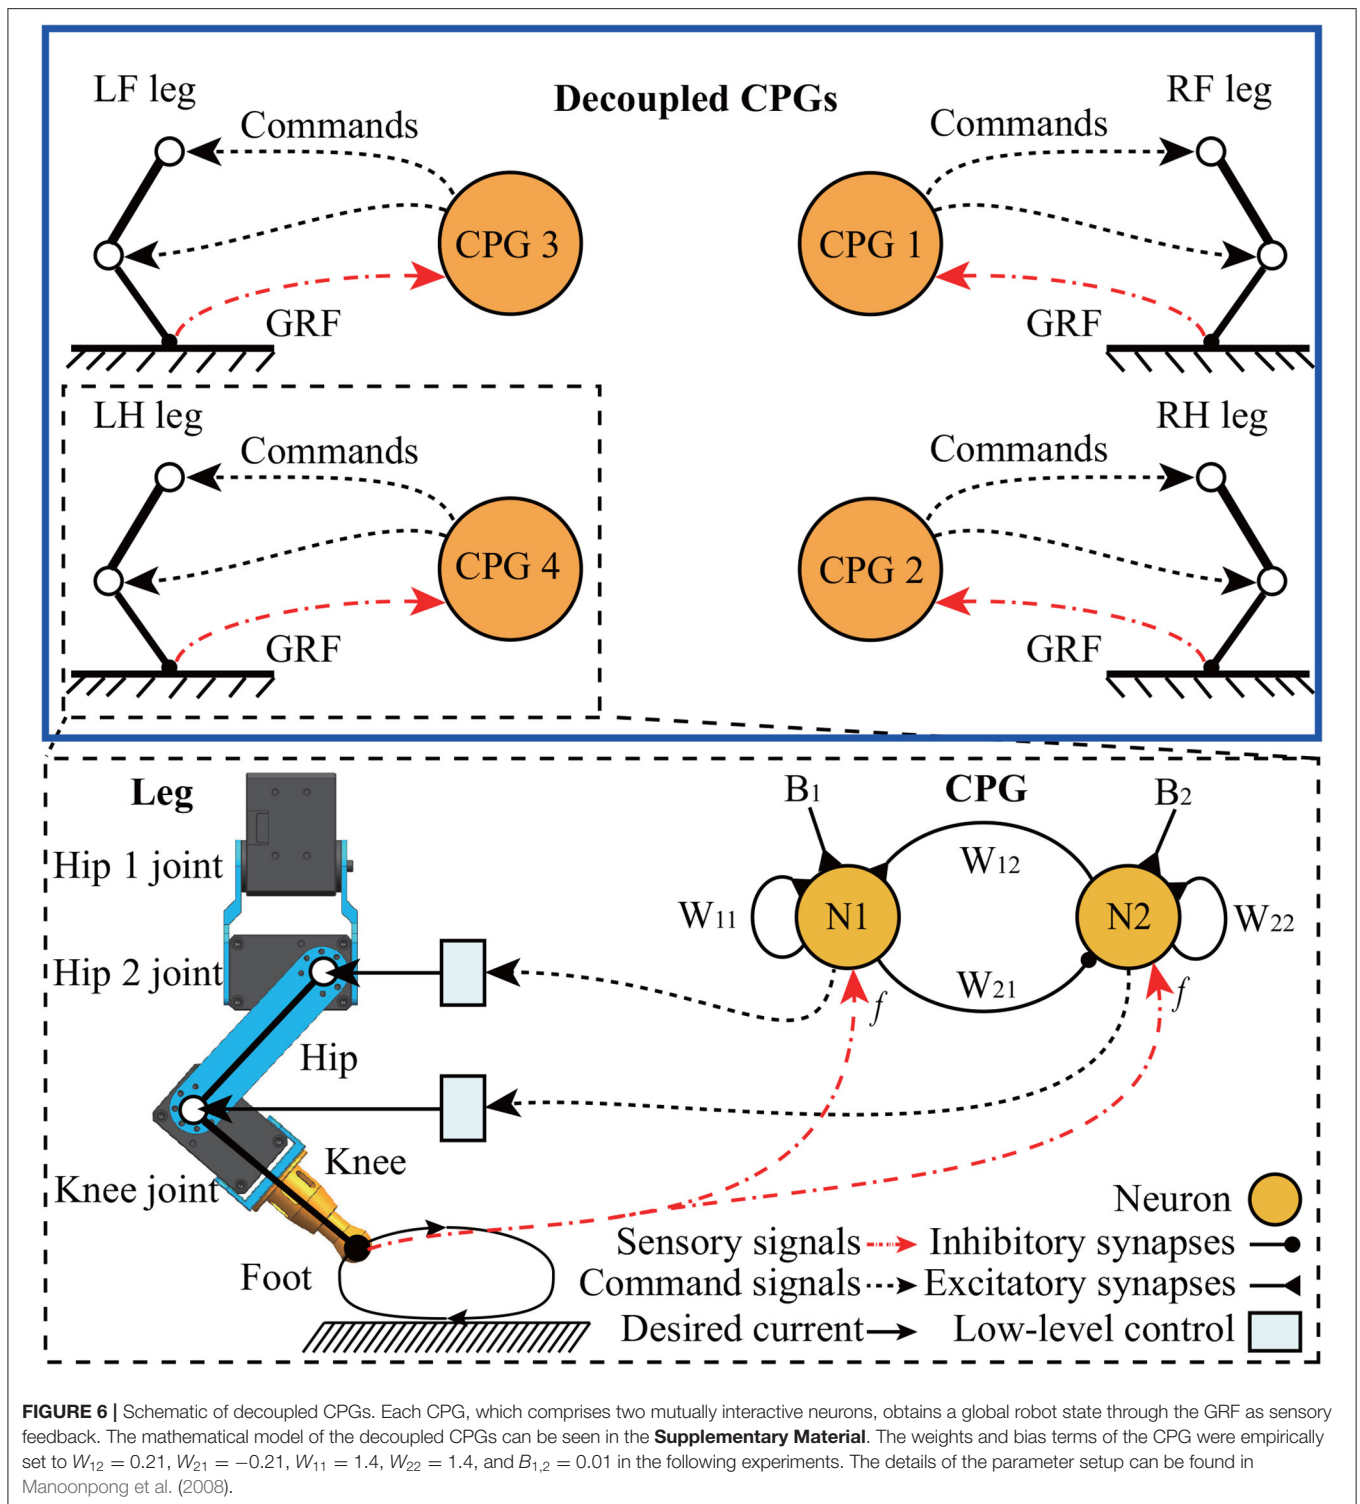 Decoupled CPGs
LF leg
Commands
CPG 3
GRF
RF leg
Commands
CPG 1
GRF
LH leg
Commands
CPG 4
GRF
RH leg
Commands
CPG 2
GRF
Leg
Hip 1 joint
Hip 2 joint
Hip
Knee
Knee joint
Foot
CPG
B1
B2
W12
W11
N1
N2
W22
W21
f
f
Neuron
Sensory signals
Inhibitory synapses
Command signals
Excitatory synapses
Desired current
Low-level control
FIGURE 6 | Schematic of decoupled CPGs. Each CPG, which comprises two mutually interactive neurons, obtains a global robot state through the GRF as sensory
feedback. The mathematical model of the decoupled CPGs can be seen in the Supplementary Material. The weights and bias terms of the CPG were empirically
set to W12 = 0.21, W21 = −0.21, W11 = 1.4, W22 = 1.4, and B1,2 = 0.01 in the following experiments. The details of the parameter setup can be found in
Manoonpong et al. (2008).